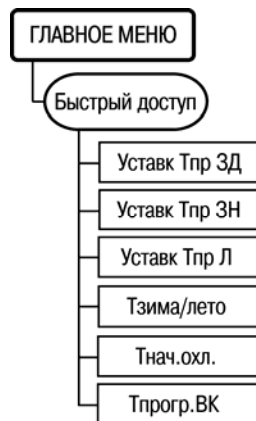 ГЛАВНОЕ МЕНЮ
Быстрый доступ
Уставк Тпр ЗД
Уставк Тпр ЗН
Уставк Тпр Л
Тзима/лето
Тнач.охл.
Тпрогр.ВК